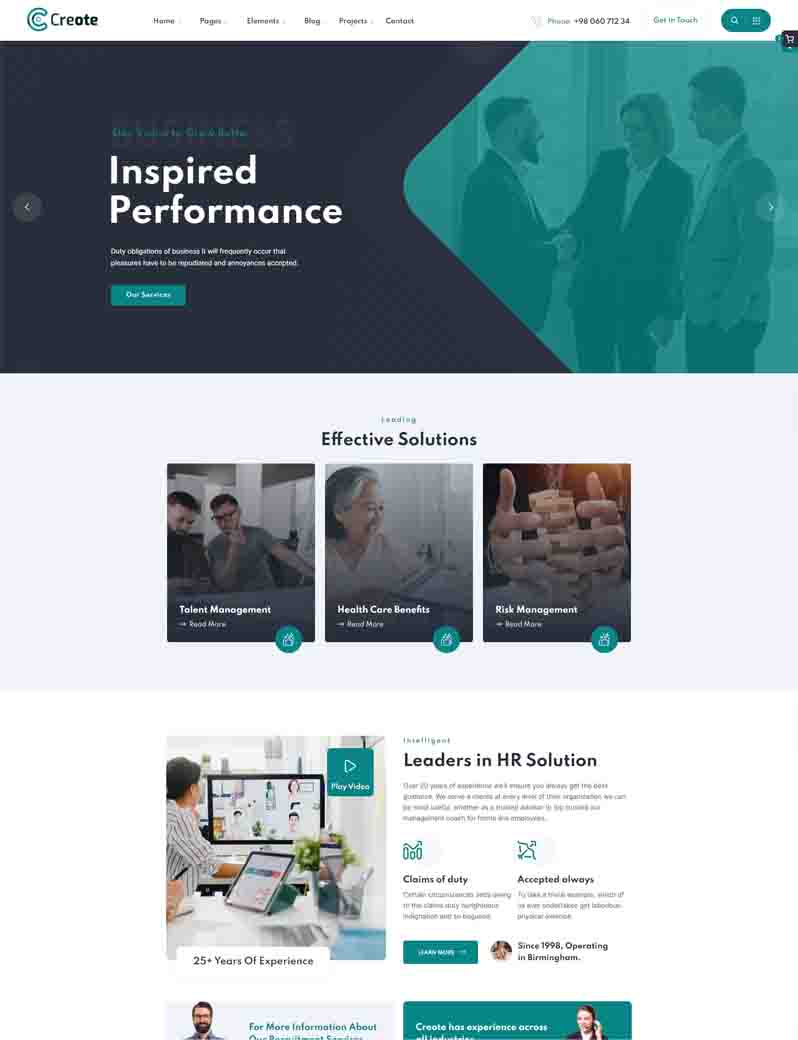 Creote
Home Pages Elements Blog Projects Contact
Phone: +98 060 712 34
Get In Touch
BUSINESS
Inspired
Performance
Duty obligations of business it will frequently occur that
pleasures have to be repudiated and annoyances accepted.
Our Services
Leading
Effective Solutions
Talent Management
Read More
Health Care Benefits
Read More
Risk Management
Read More
Play Video
25+ Years Of Experience
Intelligent
Leaders in HR Solution
Over 20 years of experience we'll ensure you always get the best
guidance. We serve a clients at every level of their organization we can
be most useful, whether as a trusted advisor to top trusted our
management coach for forms line employees.
Claims of duty
Certain circumstances seds owing
to the claims duty
indignation and so beguiled.
Accepted always
To take a trivial example, which of
us ever undertakes get laborious
physical exercise.
LEARN MORE
Since 1998, Operating
in Birmingham.
For More Information About
Our Recruitment Services
Creote has experience across
all industries